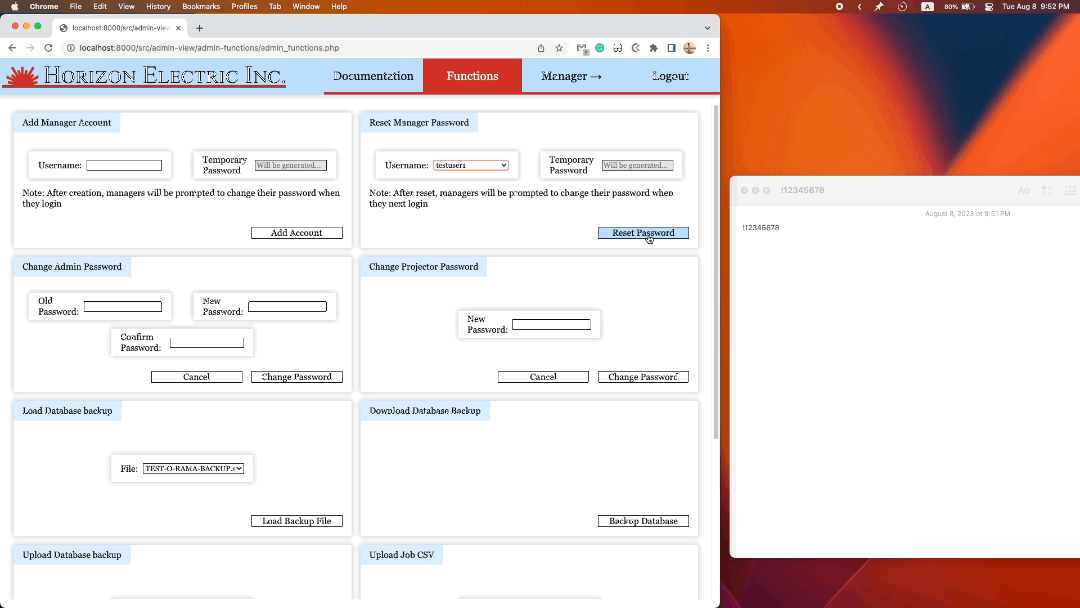 Chrome File Edit View History Bookmarks Profiles Tab Window Help
A 80% Tue Aug 8 9:52 PM
localhost:8000/src/admin-view
localhost:8000/src/admin-view/admin-functions/admin_functions.php
HORIZON ELECTRIC INC. Documentation Functions Manager → Logout
Add Manager Account
Username:
Temporary Password Will be generated...
Note: After creation, managers will be prompted to change their password when
they login
Add Account
Reset Manager Password
Username: testuser1
Temporary Password Will be generated...
Note: After reset, managers will be prompted to change their password when
they next login
Reset Password
Change Admin Password
Old Password:
New Password:
Confirm Password:
Cancel Change Password
Change Projector Password
New Password:
Cancel Change Password
Load Database backup
File: TEST-O-RAMA-BACKUP.s
Load Backup File
Download Database Backup
Backup Database
Upload Database backup
Upload Job CSV
!12345678
Aa
August 8, 2023 at 9:51 PM
!12345678